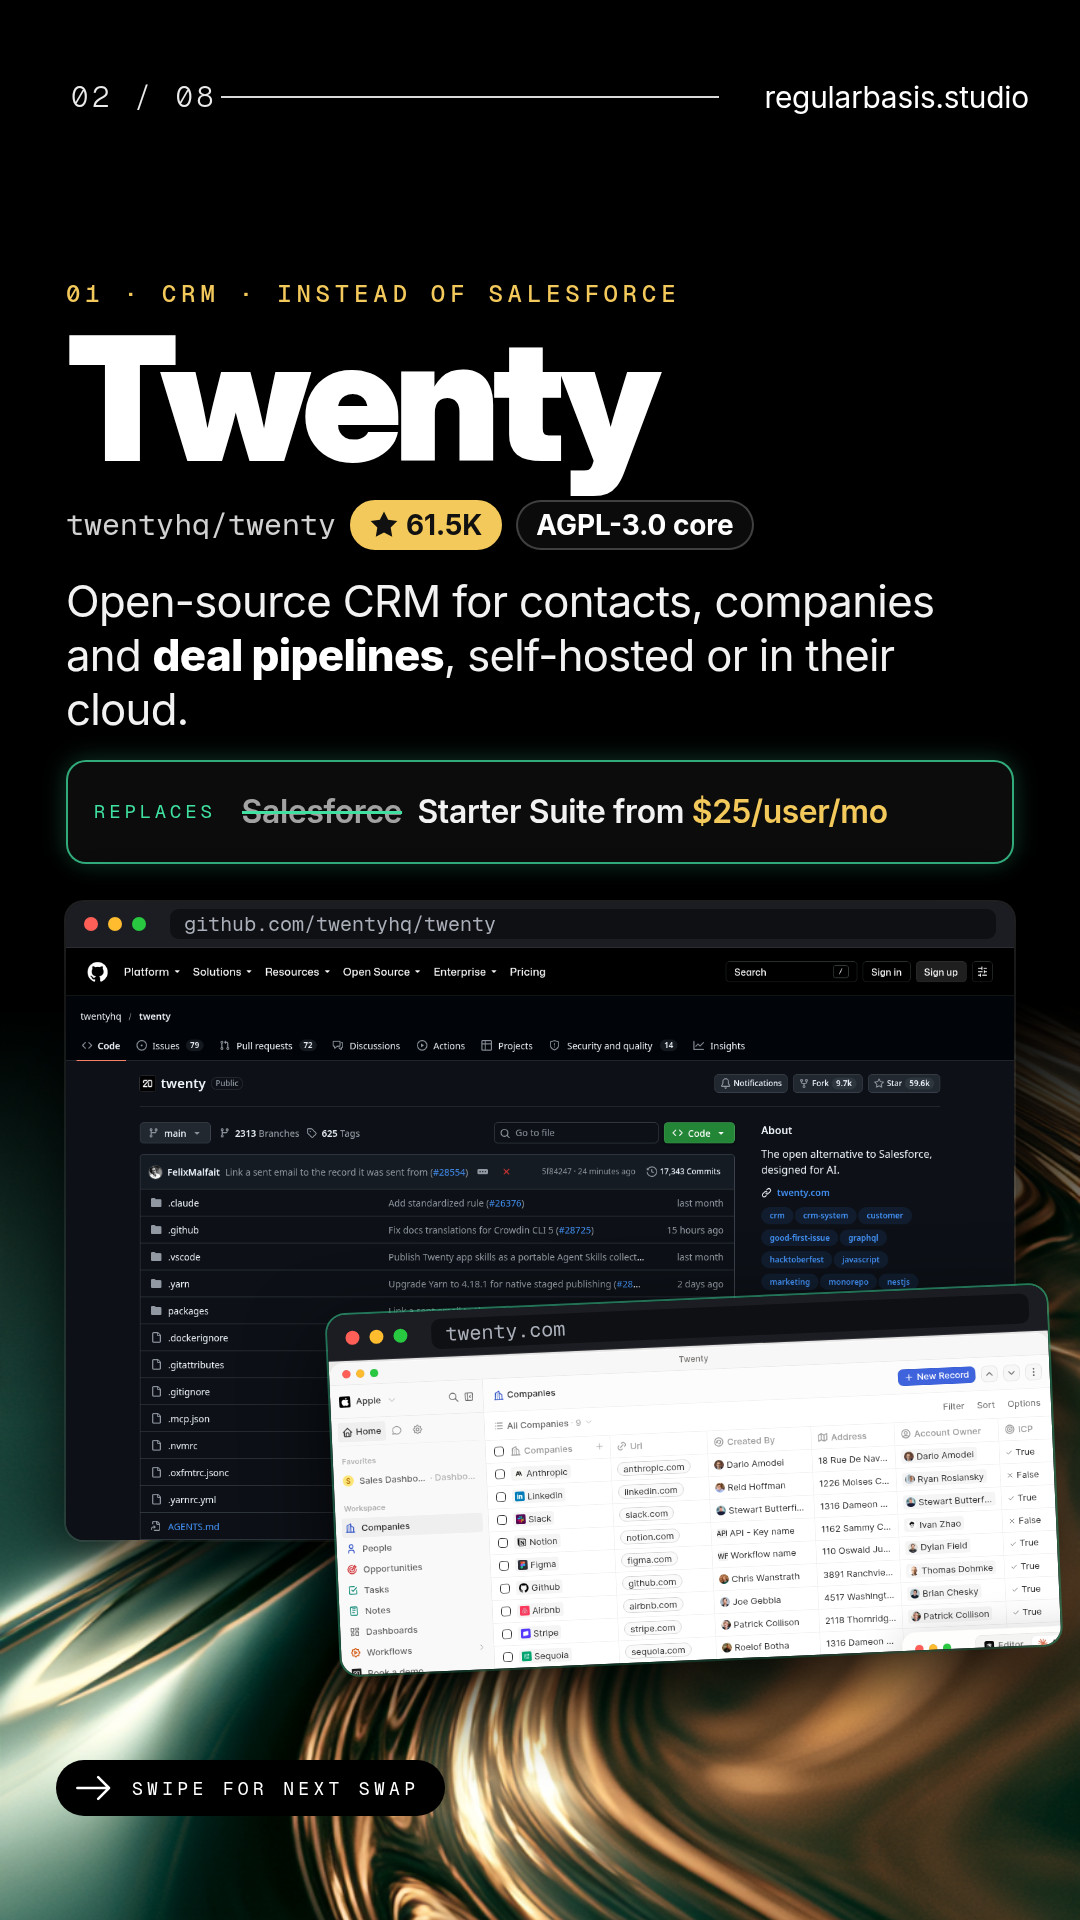 02 / 08
regularbasis.studio
01 · CRM · INSTEAD OF SALESFORCE
Twenty
twentyhq/twenty ★ 61.5K AGPL-3.0 core
Open-source CRM for contacts, companies
and deal pipelines, self-hosted or in their
cloud.
REPLACES Salesforce Starter Suite from $25/user/mo
github.com/twentyhq/twenty
Platform Solutions Resources Open Source Enterprise Pricing Search / Sign in Sign up
twentyhq / twenty
Code Issues 79 Pull requests 72 Discussions Actions Projects Security and quality 14 Insights
20 twenty Public Notifications Fork 9.7k Star 59.6k
main 2313 Branches 625 Tags Go to file Code
About
The open alternative to Salesforce,
designed for AI.
twenty.com
crm crm-system customer
good-first-issue graphql
hacktoberfest javascript
marketing monorepo nestjs
FelixMalfait Link a sent email to the record it was sent from (#28554) 5f84247 · 24 minutes ago 17,343 Commits
.claude Add standardized rule (#26376) last month
.github Fix docs translations for Crowdin CLI 5 (#28725) 15 hours ago
.vscode Publish Twenty app skills as a portable Agent Skills collect... last month
.yarn Upgrade Yarn to 4.18.1 for native staged publishing (#28... 2 days ago
packages
.dockerignore
.gitattributes
.gitignore
.mcp.json
.nvmrc
.oxfmtrc.jsonc
.yarnrc.yml
AGENTS.md
twenty.com
Twenty
Apple
Home
Favorites
S Sales Dashbo... · Dashbo...
Workspace
Companies
People
Opportunities
Tasks
Notes
Dashboards
Workflows
Book a demo
Companies + New Record
All Companies · 9 Filter Sort Options
Companies + Url Created By Address Account Owner ICP
Anthropic anthropic.com Dario Amodei 18 Rue De Nav... Dario Amodei True
Linkedin linkedin.com Reid Hoffman 1226 Moises C... Ryan Roslansky False
Slack slack.com Stewart Butterfi... 1316 Dameon ... Stewart Butterf... True
Notion notion.com API API - Key name 1162 Sammy C... Ivan Zhao False
Figma figma.com WF Workflow name 110 Oswald Ju... Dylan Field True
Github github.com Chris Wanstrath 3891 Ranchvie... Thomas Dohmke True
Airbnb airbnb.com Joe Gebbia 4517 Washingt... Brian Chesky True
Stripe stripe.com Patrick Collison 2118 Thornridg... Patrick Collison True
Sequoia sequoia.com Roelof Botha 1316 Dameon ...
Editor
SWIPE FOR NEXT SWAP